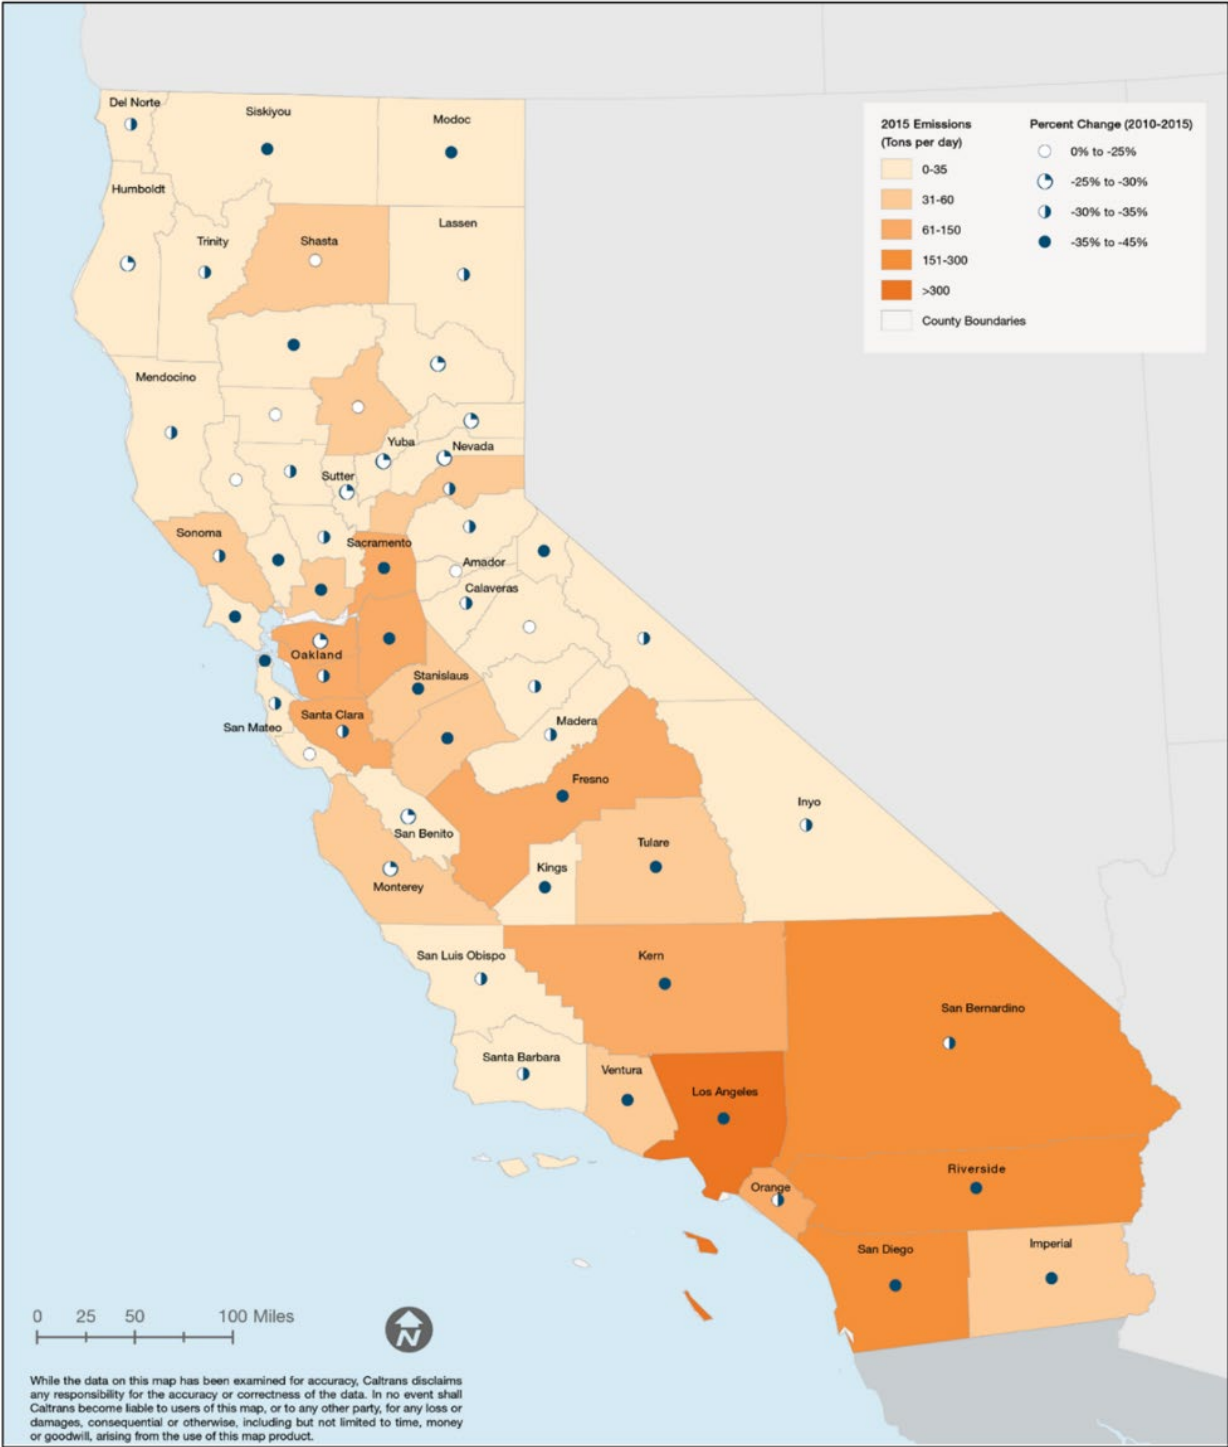 Del Norte
Siskiyou
Modoc
Humboldt
Trinity
Shasta
Lassen
Mendocino
Yuba
Nevada
Sutter
Sonoma
Sacramento
Amador
Calaveras
Oakland
Stanislaus
Santa Clara
San Mateo
Madera
Fresno
Inyo
San Benito
Tulare
Kings
Monterey
San Luis Obispo
Kern
San Bernardino
Santa Barbara
Ventura
Los Angeles
Riverside
Orange
San Diego
Imperial
2015 Emissions
(Tons per day)
0-35
31-60
61-150
151-300
>300
County Boundaries
Percent Change (2010-2015)
0% to -25%
-25% to -30%
-30% to -35%
-35% to -45%
0 25 50 100 Miles
N
While the data on this map has been examined for accuracy, Caltrans disclaims
any responsibility for the accuracy or correctness of the data. In no event shall
Caltrans become liable to users of this map, or to any other party, for any loss or
damages, consequential or otherwise, including but not limited to time, money
or goodwill, arising from the use of this map product.